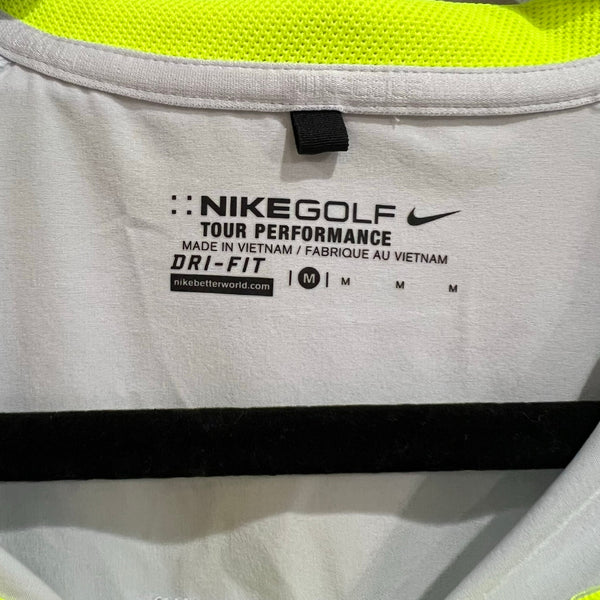 NIKEGOLF
TOUR PERFORMANCE
MADE IN VIETNAM / FABRIQUE AU VIETNAM
DRI-FIT
nikebetterworld.com | M | M M M